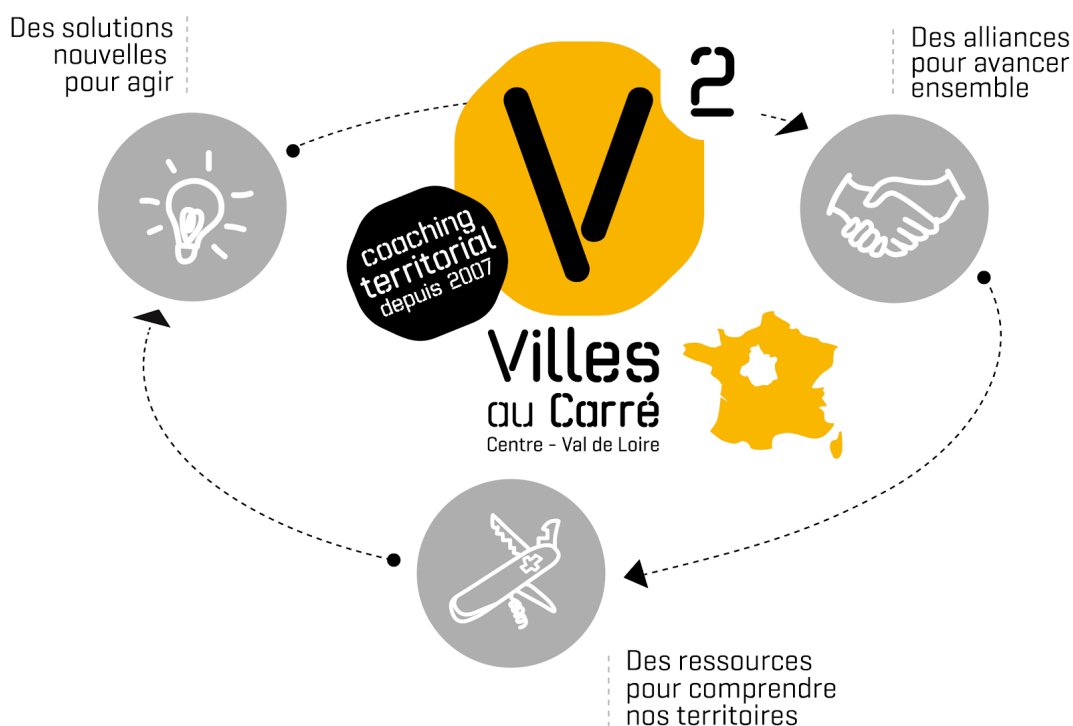 Des solutions
nouvelles
pour agir
V2
Des alliances
pour avancer
ensemble
coaching
territorial
depuis 2007
Villes
au Carré
Centre - Val de Loire
Des ressources
pour comprendre
nos territoires